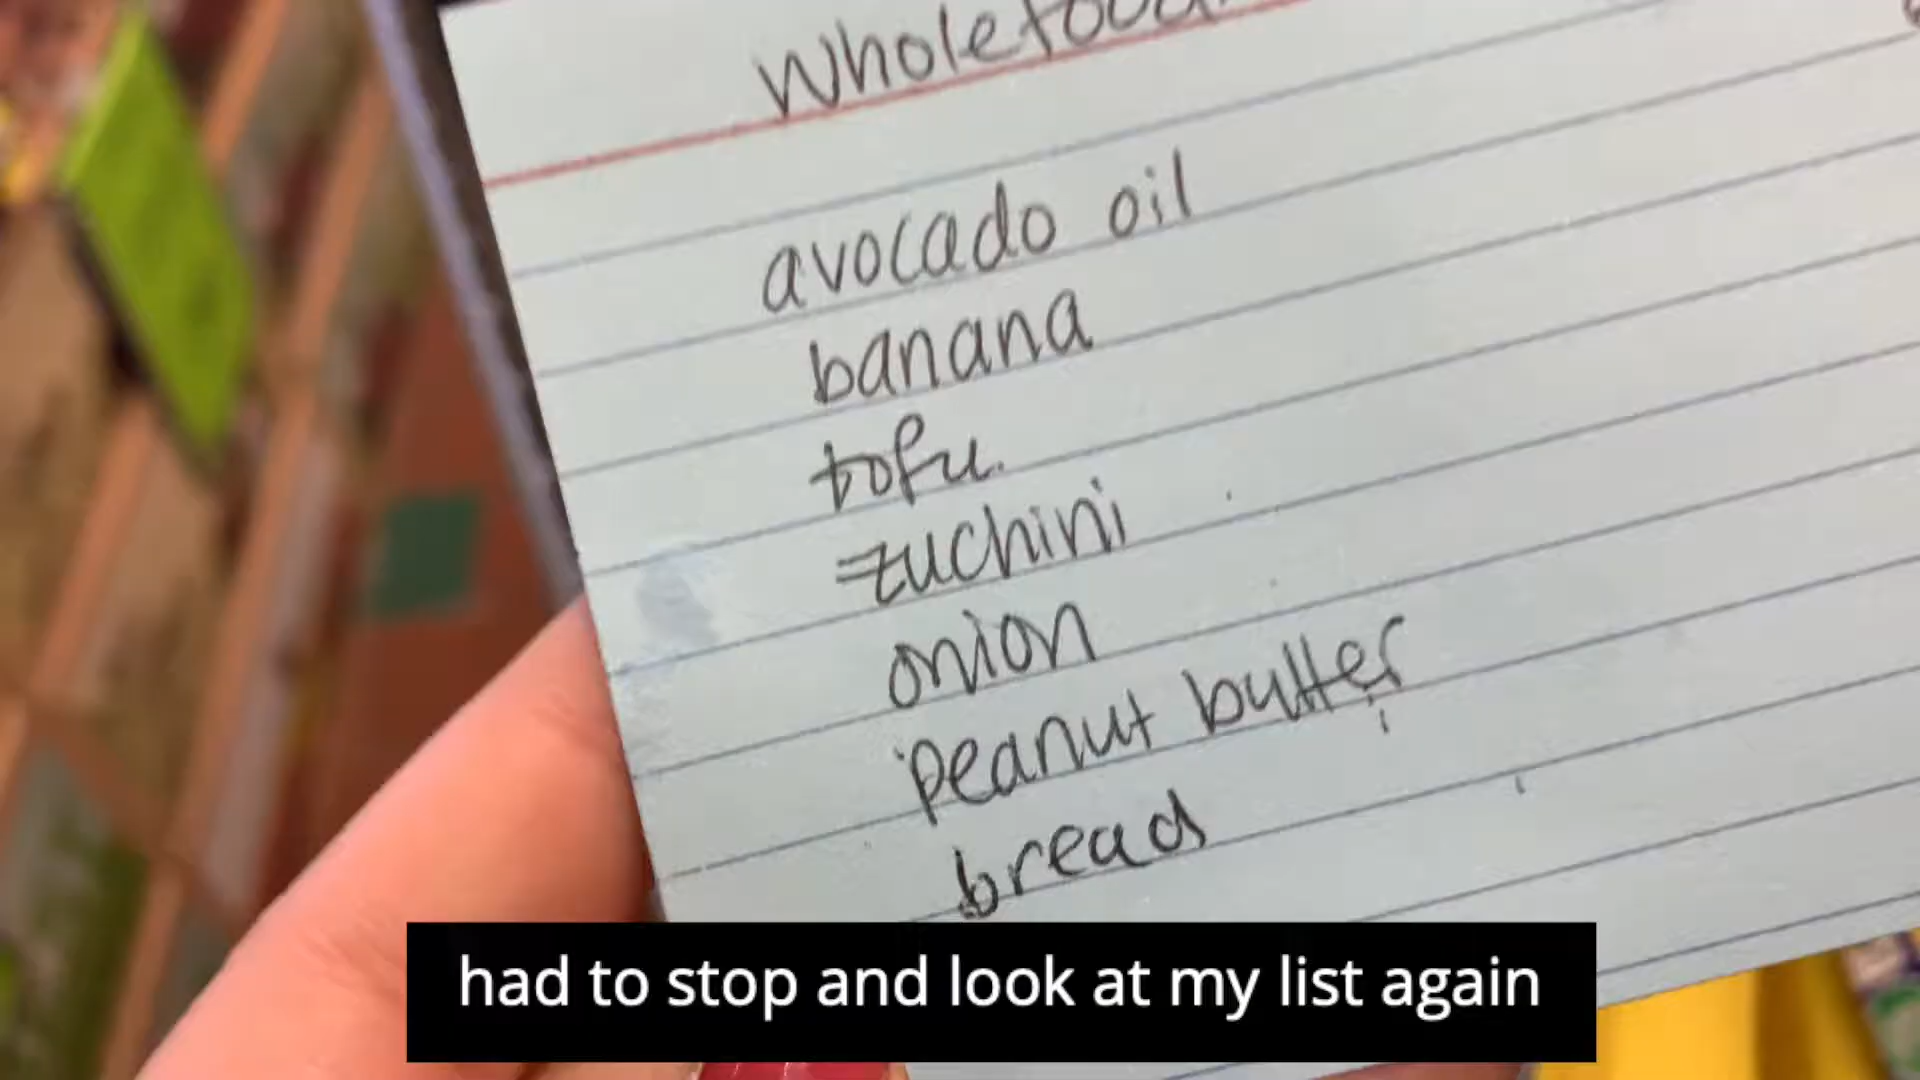 avocado oil
banana
tofu
zuchini
onion
peanut butter
bread
had to stop and look at my list again